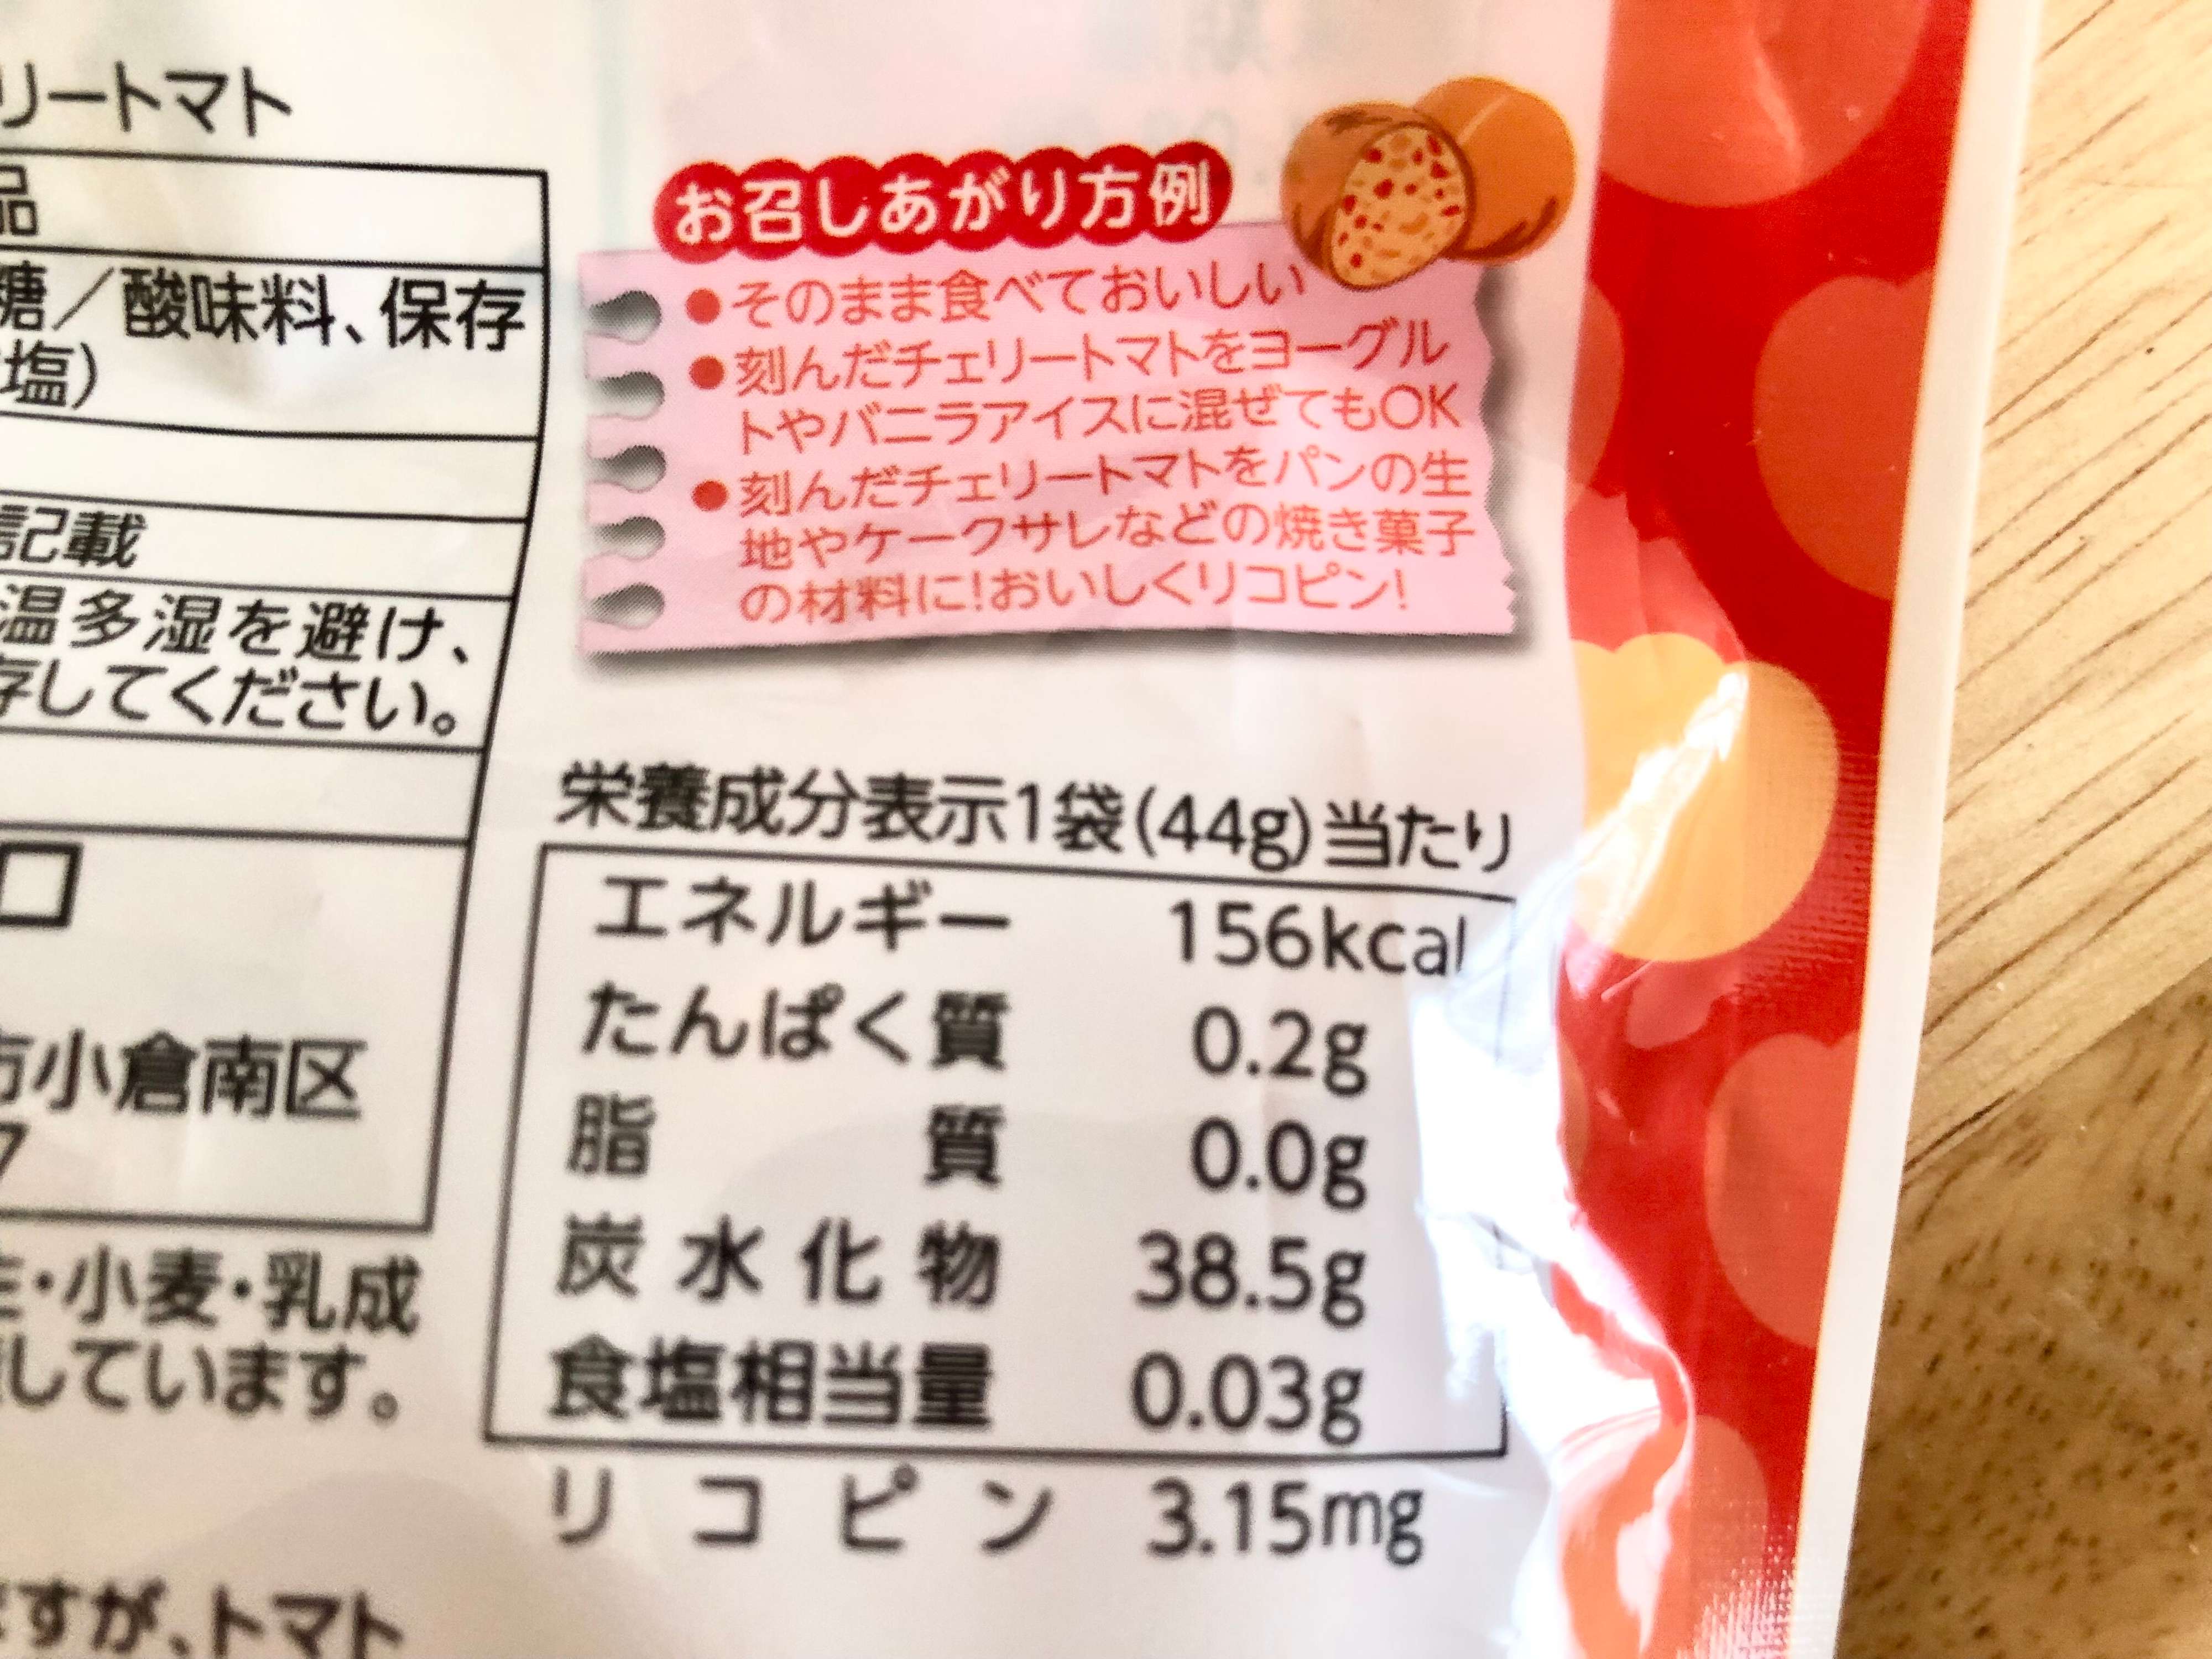 リートマト
品
糖／酸味料、保存
塩）
記載
温多湿を避け、
存してください。
口
市小倉南区
7
・小麦・乳成
しています。
ますが、トマト
お召しあがり方例
●そのまま食べておいしい
●刻んだチェリートマトをヨーグル
トやバニラアイスに混ぜてもOK
●刻んだチェリートマトをパンの生
地やケークサレなどの焼き菓子
の材料に!おいしくリコピン!
栄養成分表示1袋(44g)当たり
エネルギー 156kcal
たんぱく質 0.2g
脂質 0.0g
炭水化物 38.5g
食塩相当量 0.03g
リコピン 3.15mg